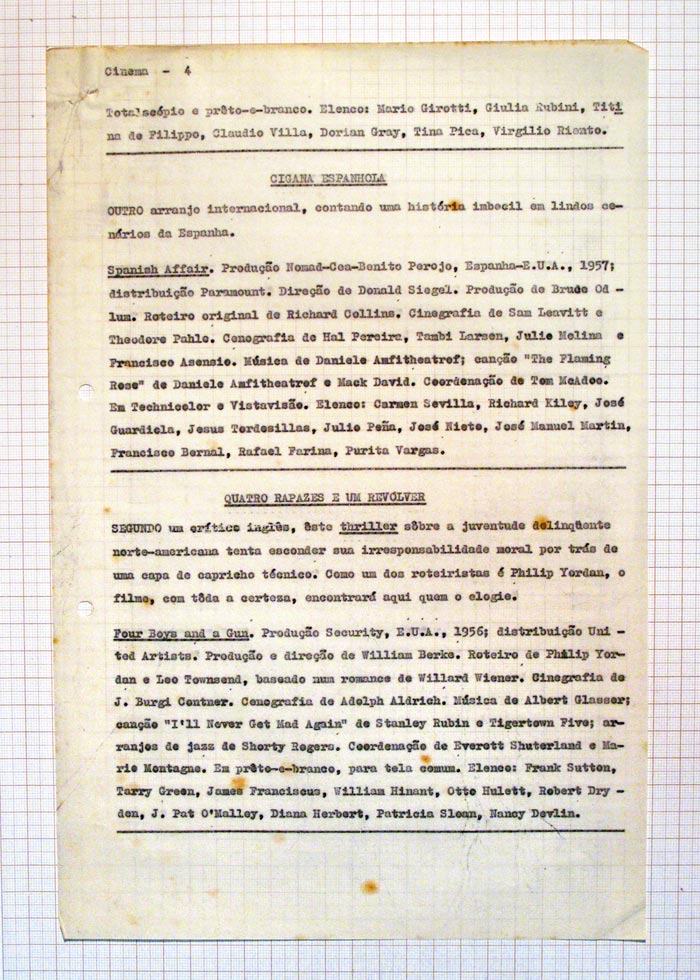 Cinema - 4
Totalscópio e prêto-e-branco. Elenco: Mario Girotti, Giulia Rubini, Titi
na de Filippo, Claudio Villa, Dorian Gray, Tina Pica, Virgilio Riento.
CIGANA ESPANHOLA
OUTRO arranjo internacional, contando uma história imbecil em lindos ce-
nários da Espanha.
Spanish Affair. Produção Nomad-Cea-Benito Perojo, Espanha-E.U.A., 1957;
distribuição Paramount. Direção de Donald Siegel. Produção de Bruce Od -
lum. Roteiro original de Richard Collins. Cinegrafia de Sam Leavitt e
Theodore Pahle. Cenografia de Hal Pereira, Tambi Larsen, Julio Molina e
Francisco Asensio. Música de Daniele Amfitheatrof; canção "The Flaming
Rose" de Daniele Amfitheatrof e Mack David. Coordenação de Tom McAdoo.
Em Technicolor e Vistavisão. Elenco: Carmen Sevilla, Richard Kiley, José
Guardiola, Jesus Tordesillas, Julio Peña, José Nieto, José Manuel Martin,
Francisco Bernal, Rafael Farina, Purita Vargas.
QUATRO RAPAZES E UM REVÓLVER
SEGUNDO um crítico inglês, êste thriller sôbre a juventude delinqüente
norte-americana tenta esconder sua irresponsabilidade moral por trás de
uma capa de capricho técnico. Como um dos roteiristas é Philip Yordan, o
filme, com tôda a certeza, encontrará aqui quem o elogie.
Four Boys and a Gun. Produção Security, E.U.A., 1956; distribuição Uni -
ted Artists. Produção e direção de William Berke. Roteiro de Philip Yor-
dan e Leo Townsend, baseado num romance de Willard Wiener. Cinegrafia de
J. Burgi Contner. Cenografia de Adolph Aldrich. Música de Albert Glasser;
canção "I'll Never Get Mad Again" de Stanley Rubin e Tigertown Five; ar-
ranjos de jazz de Shorty Rogers. Coordenação de Everett Shuterland e Ma-
rie Montagne. Em prêto-e-branco, para tela comum. Elenco: Frank Sutton,
Tarry Green, James Franciscus, William Hinant, Otto Hulett, Robert Dry -
den, J. Pat O'Malley, Diana Herbert, Patricia Sloan, Nancy Devlin.